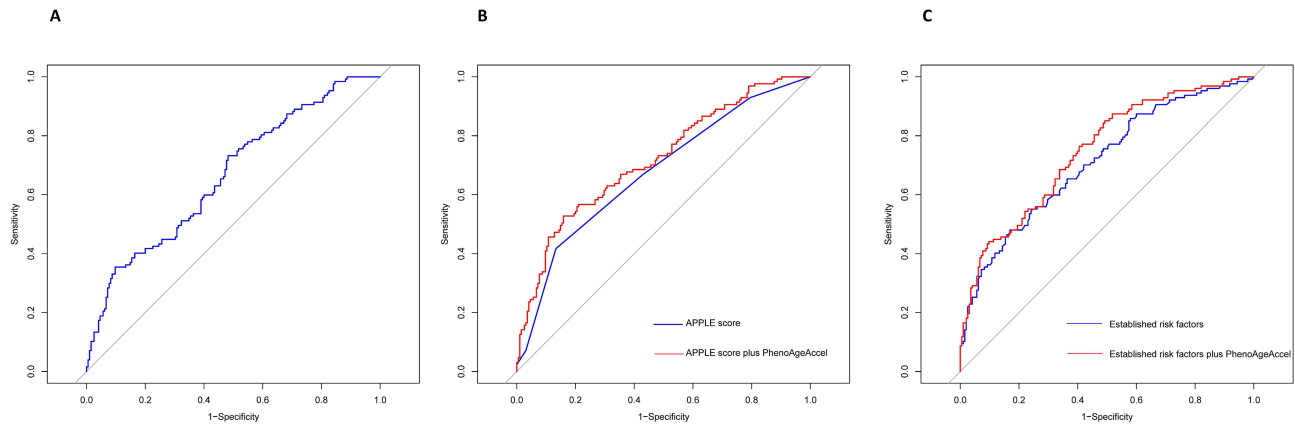 A
Sensitivity
1.0
0.8
0.6
0.4
0.2
0.0
0.0 0.2 0.4 0.6 0.8 1.0
1−Specificity
B
Sensitivity
1.0
0.8
0.6
0.4
0.2
0.0
APPLE score
APPLE score plus PhenoAgeAccel
0.0 0.2 0.4 0.6 0.8 1.0
1−Specificity
C
Sensitivity
1.0
0.8
0.6
0.4
0.2
0.0
Established risk factors
Established risk factors plus PhenoAgeAccel
0.0 0.2 0.4 0.6 0.8 1.0
1−Specificity